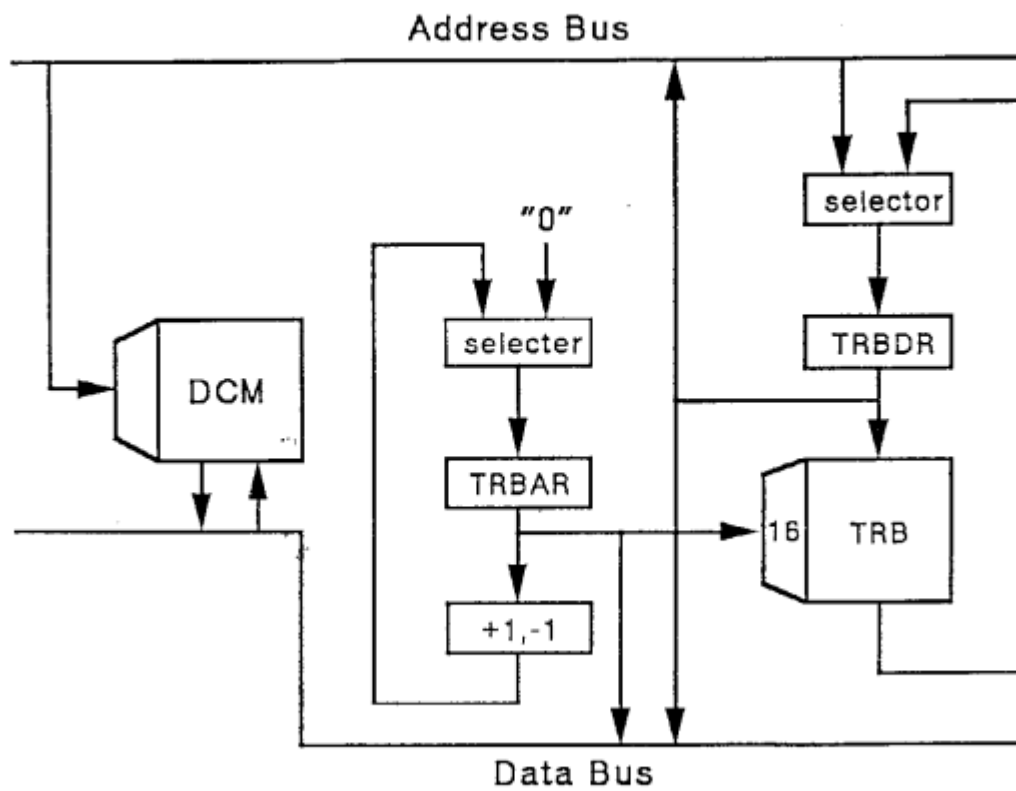 Address Bus
selector
"0"
selecter
TRBDR
DCM
TRBAR
16
TRB
+1,-1
Data Bus